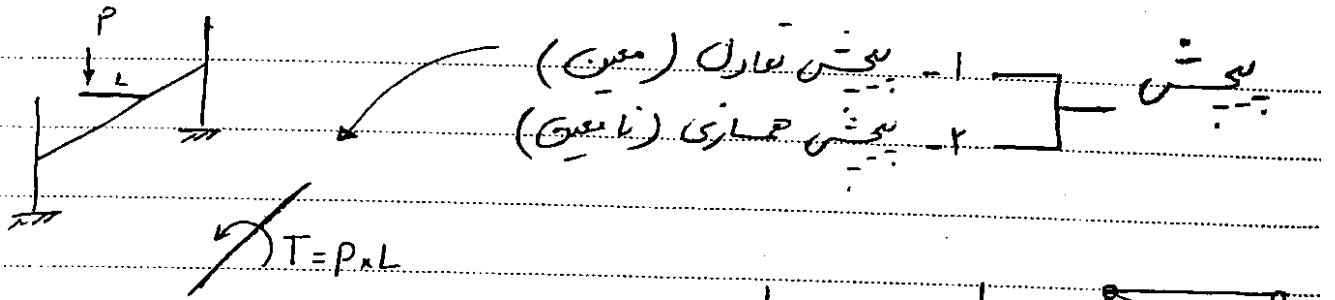 پیچش
۱- پیچش تعادل (معین)
۲- پیچش همسازی (نامعین)
P
L
T=P×L